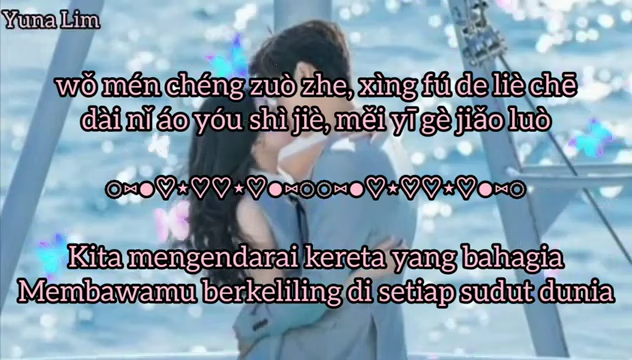 Yuna Lim
wǒ mén chéng zuò zhe, xìng fú de liè chē
dài nǐ áo yóu shì jiè, měi yī gè jiǎo luò
○⋈●♡⋆♡♡⋆♡●⋈○○⋈●♡⋆♡♡⋆♡●⋈○
Kita mengendarai kereta yang bahagia
Membawamu berkeliling di setiap sudut dunia